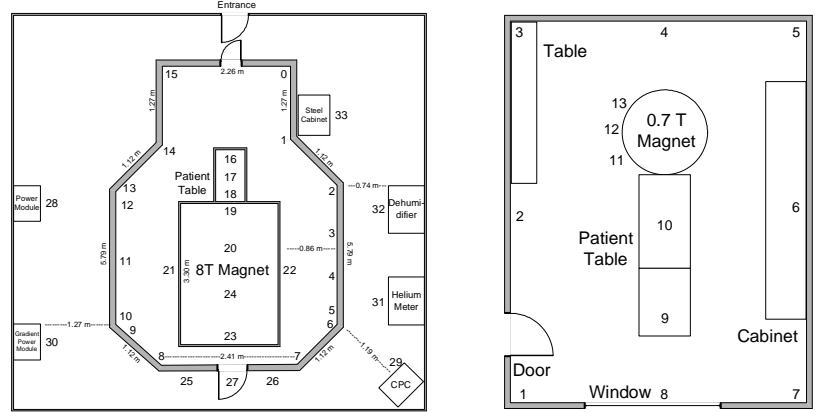 Entrance
2.26 m
15
0
1.27 m
1.27 m
Steel
Cabinet
33
14
1
1.12 m
1.12 m
16
17
18
Patient
Table
13
12
2
0.74 m
Power
Module
28
32
Dehumi-
difier
19
3
20
0.86 m
11
21
8T Magnet
22
4
5.79 m
3.30 m
5.79 m
24
31
Helium
Meter
10
5
9
6
1.27 m
23
Gradient
Power
Module
30
8
2.41 m
7
1.12 m
1.12 m
1.19 m
29
CPC
25
27
26
3
4
5
Table
13
12
11
0.7 T
Magnet
2
6
10
Patient
Table
9
Cabinet
Door
1
Window
8
7